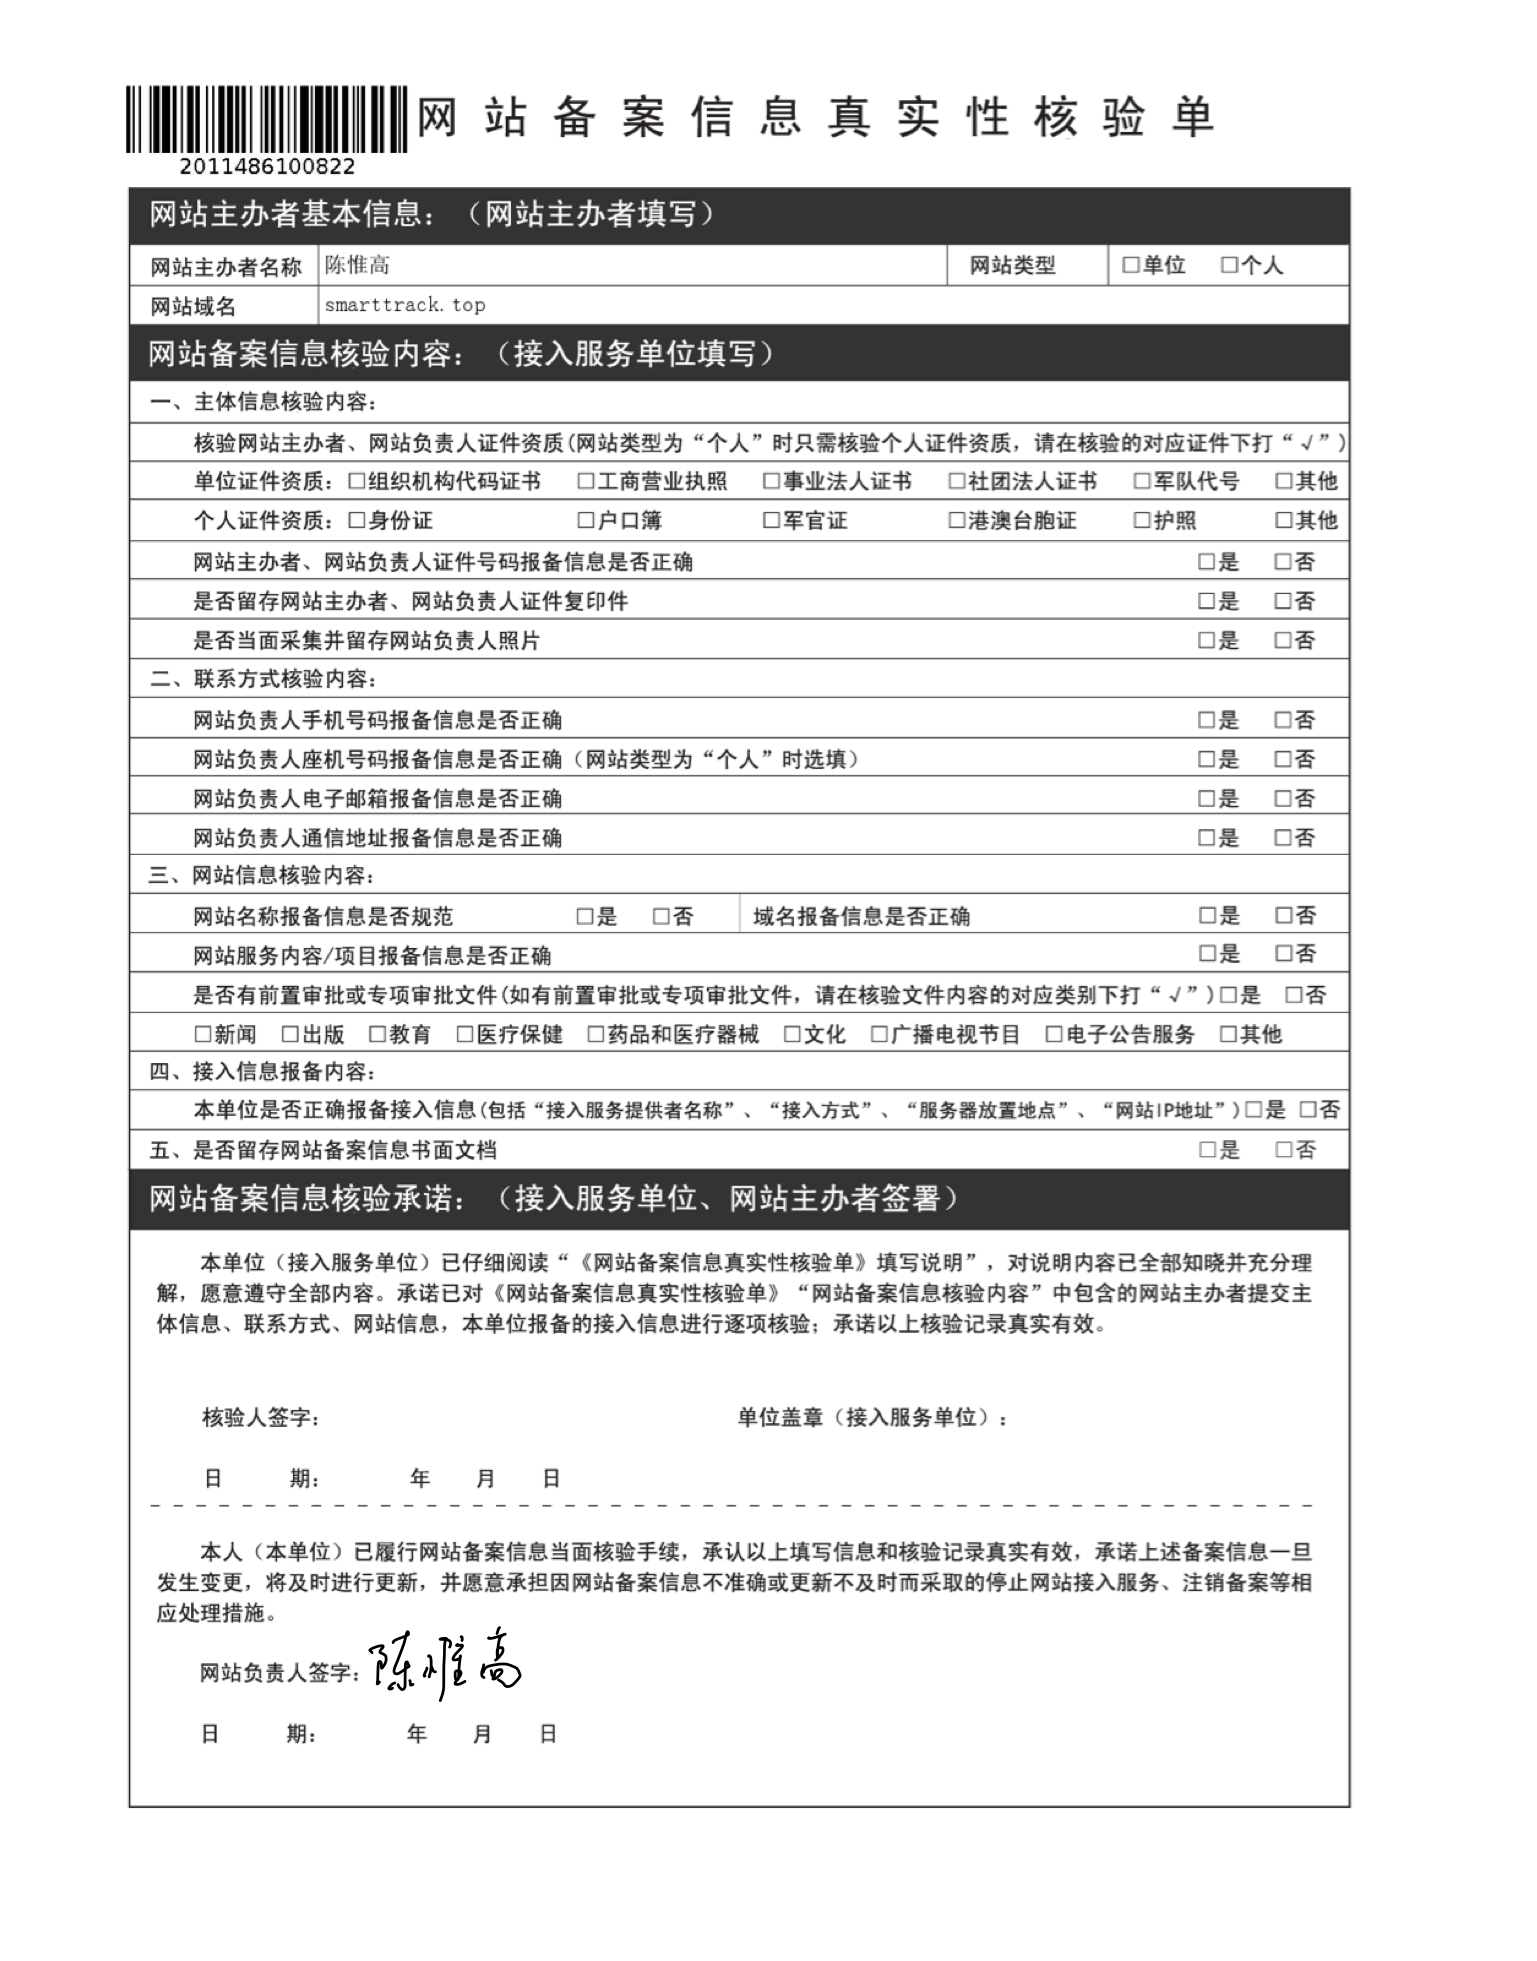 网站备案信息真实性核验单
2011486100822
网站主办者基本信息：（网站主办者填写）
网站主办者名称 陈惟高 网站类型 □单位 □个人
网站域名 smarttrack.top
网站备案信息核验内容：（接入服务单位填写）
一、主体信息核验内容：
核验网站主办者、网站负责人证件资质(网站类型为“个人”时只需核验个人证件资质，请在核验的对应证件下打“√”)
单位证件资质：□组织机构代码证书 □工商营业执照 □事业法人证书 □社团法人证书 □军队代号 □其他
个人证件资质：□身份证 □户口簿 □军官证 □港澳台胞证 □护照 □其他
网站主办者、网站负责人证件号码报备信息是否正确 □是 □否
是否留存网站主办者、网站负责人证件复印件 □是 □否
是否当面采集并留存网站负责人照片 □是 □否
二、联系方式核验内容：
网站负责人手机号码报备信息是否正确 □是 □否
网站负责人座机号码报备信息是否正确（网站类型为“个人”时选填） □是 □否
网站负责人电子邮箱报备信息是否正确 □是 □否
网站负责人通信地址报备信息是否正确 □是 □否
三、网站信息核验内容：
网站名称报备信息是否规范 □是 □否 域名报备信息是否正确 □是 □否
网站服务内容/项目报备信息是否正确 □是 □否
是否有前置审批或专项审批文件(如有前置审批或专项审批文件，请在核验文件内容的对应类别下打“√”)□是 □否
□新闻 □出版 □教育 □医疗保健 □药品和医疗器械 □文化 □广播电视节目 □电子公告服务 □其他
四、接入信息报备内容：
本单位是否正确报备接入信息(包括“接入服务提供者名称”、“接入方式”、“服务器放置地点”、“网站IP地址”)□是 □否
五、是否留存网站备案信息书面文档 □是 □否
网站备案信息核验承诺：（接入服务单位、网站主办者签署）
本单位（接入服务单位）已仔细阅读“《网站备案信息真实性核验单》填写说明”，对说明内容已全部知晓并充分理
解，愿意遵守全部内容。承诺已对《网站备案信息真实性核验单》“网站备案信息核验内容”中包含的网站主办者提交主
体信息、联系方式、网站信息，本单位报备的接入信息进行逐项核验；承诺以上核验记录真实有效。
核验人签字： 单位盖章（接入服务单位）：
日 期： 年 月 日
本人（本单位）已履行网站备案信息当面核验手续，承认以上填写信息和核验记录真实有效，承诺上述备案信息一旦
发生变更，将及时进行更新，并愿意承担因网站备案信息不准确或更新不及时而采取的停止网站接入服务、注销备案等相
应处理措施。
网站负责人签字：陈惟高
日 期： 年 月 日